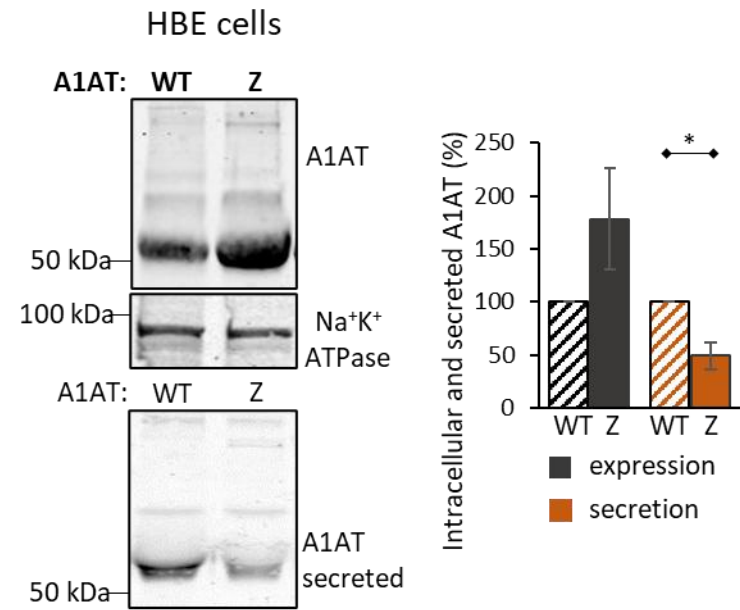 HBE cells
A1AT: WT Z
A1AT
50 kDa
100 kDa
Na⁺K⁺
ATPase
A1AT: WT Z
A1AT
secreted
50 kDa
Intracellular and secreted A1AT (%)
250
200
150
100
50
0
*
WT Z WT Z
expression
secretion